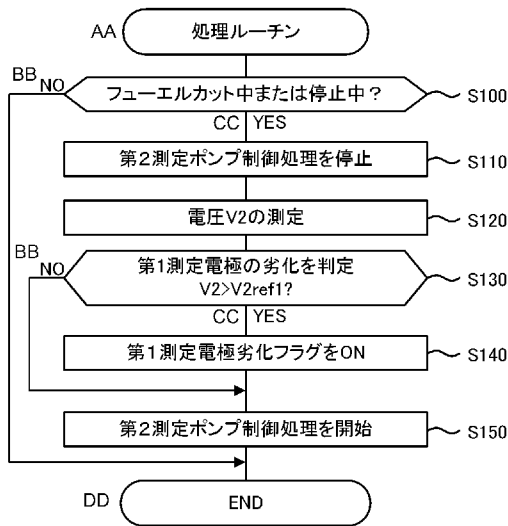 AA 処理ルーチン
BB NO フューエルカット中または停止中？ S100
CC YES
第2測定ポンプ制御処理を停止 S110
電圧V2の測定 S120
BB NO 第1測定電極の劣化を判定 S130
V2>V2ref1?
CC YES
第1測定電極劣化フラグをON S140
第2測定ポンプ制御処理を開始 S150
DD END